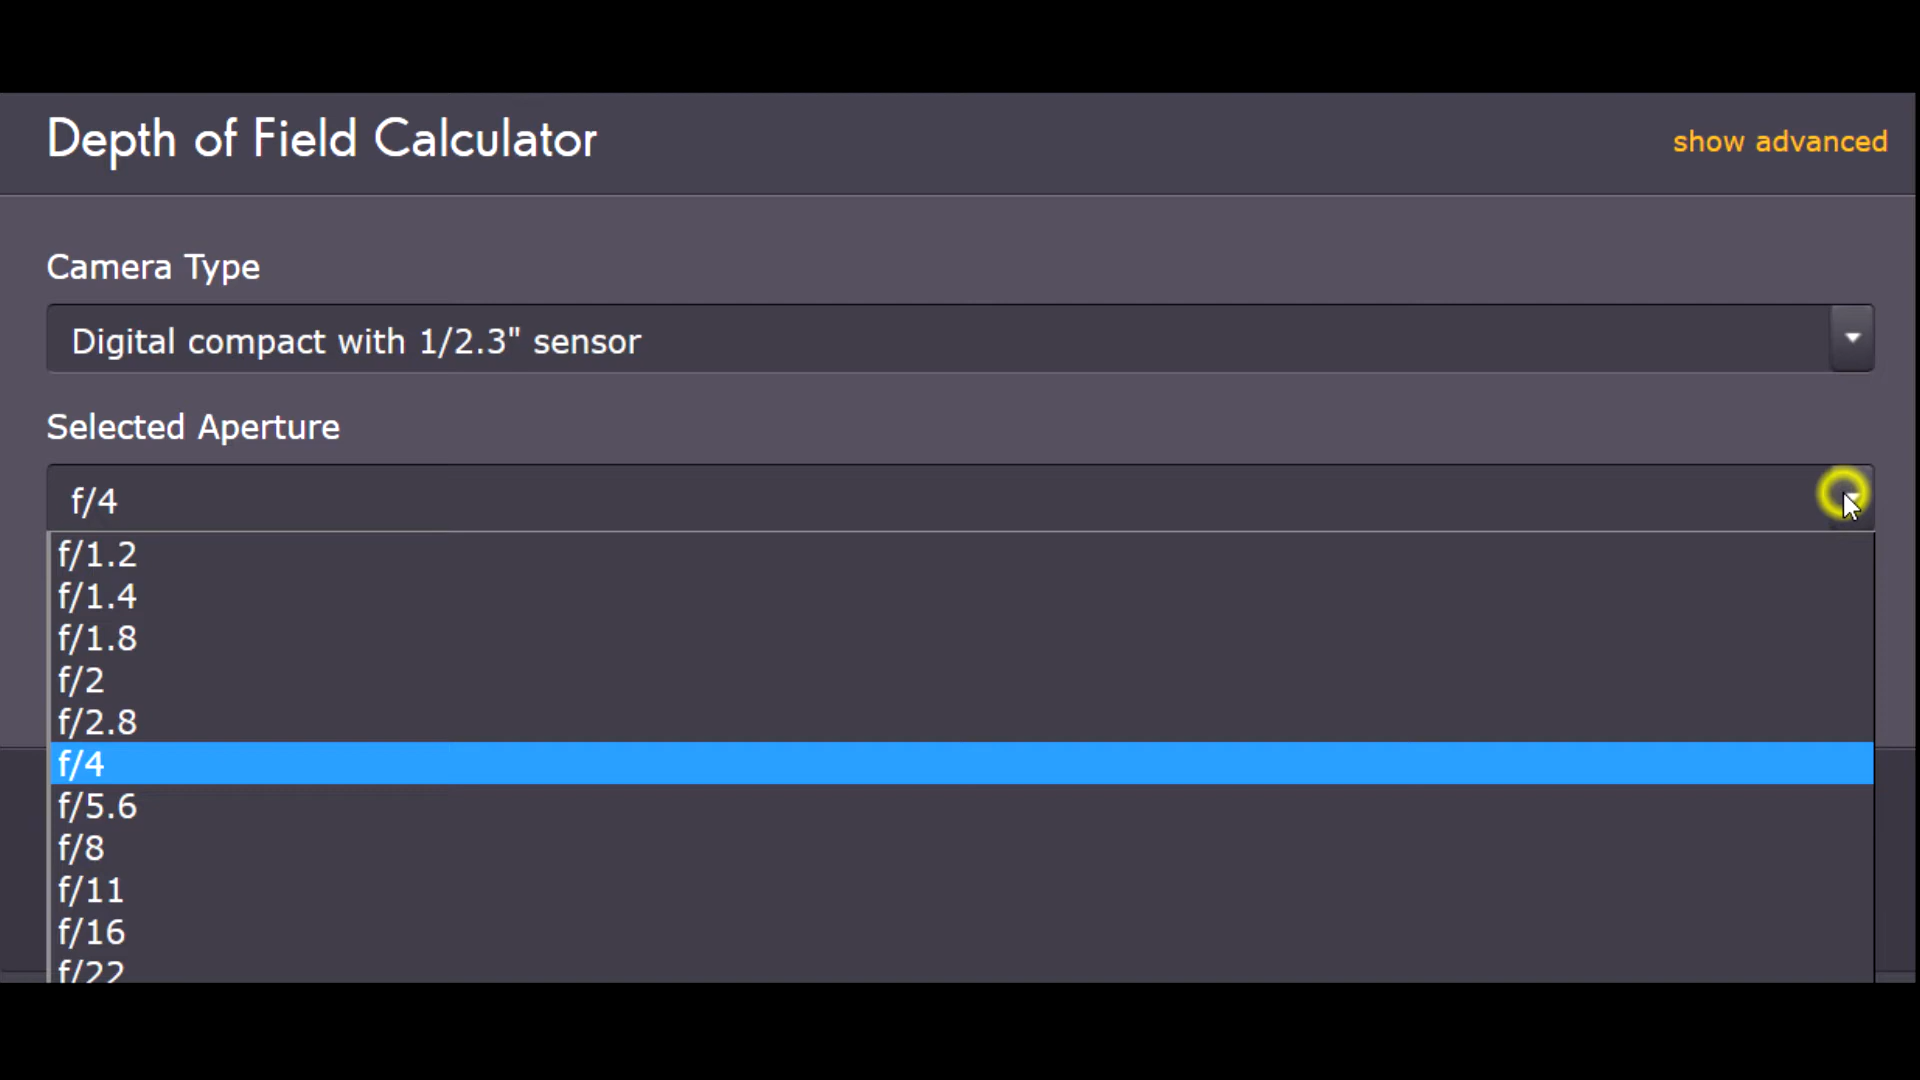 Depth of Field Calculator
show advanced
Camera Type
Digital compact with 1/2.3" sensor
Selected Aperture
f/4
f/1.2
f/1.4
f/1.8
f/2
f/2.8
f/4
f/5.6
f/8
f/11
f/16
f/22